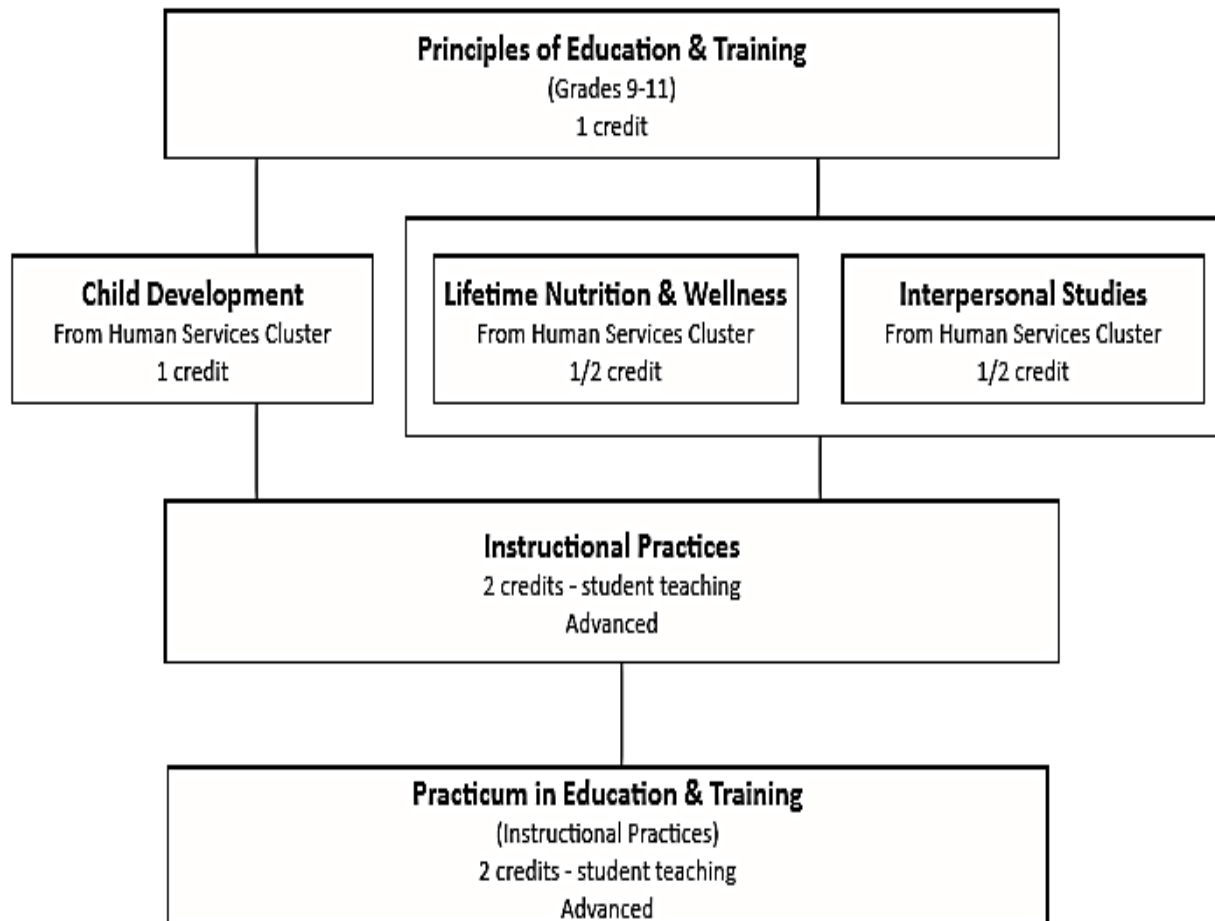 Principles of Education & Training
(Grades 9-11)
1 credit
Child Development
From Human Services Cluster
1 credit
Lifetime Nutrition & Wellness
From Human Services Cluster
1/2 credit
Interpersonal Studies
From Human Services Cluster
1/2 credit
Instructional Practices
2 credits - student teaching
Advanced
Practicum in Education & Training
(Instructional Practices)
2 credits - student teaching
Advanced